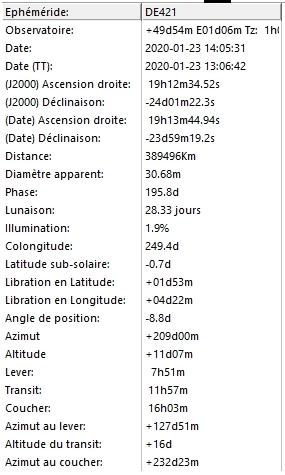 Ephéméride: DE421
Observatoire: +49d54m E01d06m Tz: 1h0
Date: 2020-01-23 14:05:31
Date (TT): 2020-01-23 13:06:42
(J2000) Ascension droite: 19h12m34.52s
(J2000) Déclinaison: -24d01m22.3s
(Date) Ascension droite: 19h13m44.94s
(Date) Déclinaison: -23d59m19.2s
Distance: 389496Km
Diamètre apparent: 30.68m
Phase: 195.8d
Lunaison: 28.33 jours
Illumination: 1.9%
Colongitude: 249.4d
Latitude sub-solaire: -0.7d
Libration en Latitude: +01d53m
Libration en Longitude: +04d22m
Angle de position: -8.8d
Azimut +209d00m
Altitude +11d07m
Lever: 7h51m
Transit: 11h57m
Coucher: 16h03m
Azimut au lever: +127d51m
Altitude du transit: +16d
Azimut au coucher: +232d23m